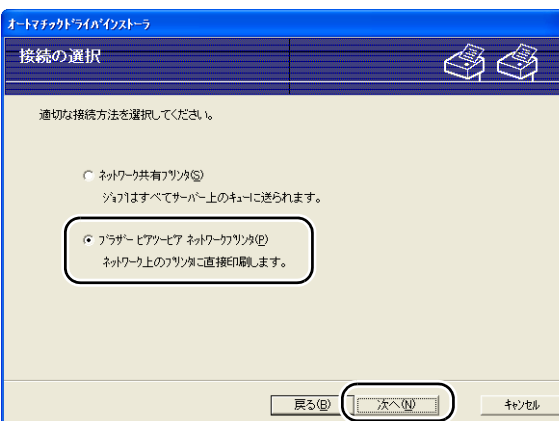 オートマチックドライバインストーラ
接続の選択
適切な接続方法を選択してください。
ネットワーク共有プリンタ(S)
ジョブはすべてサーバー上のキューに送られます。
ブラザー ピアツーピア ネットワークプリンタ(P)
ネットワーク上のプリンタに直接印刷します。
戻る(B) 次へ(N) キャンセル